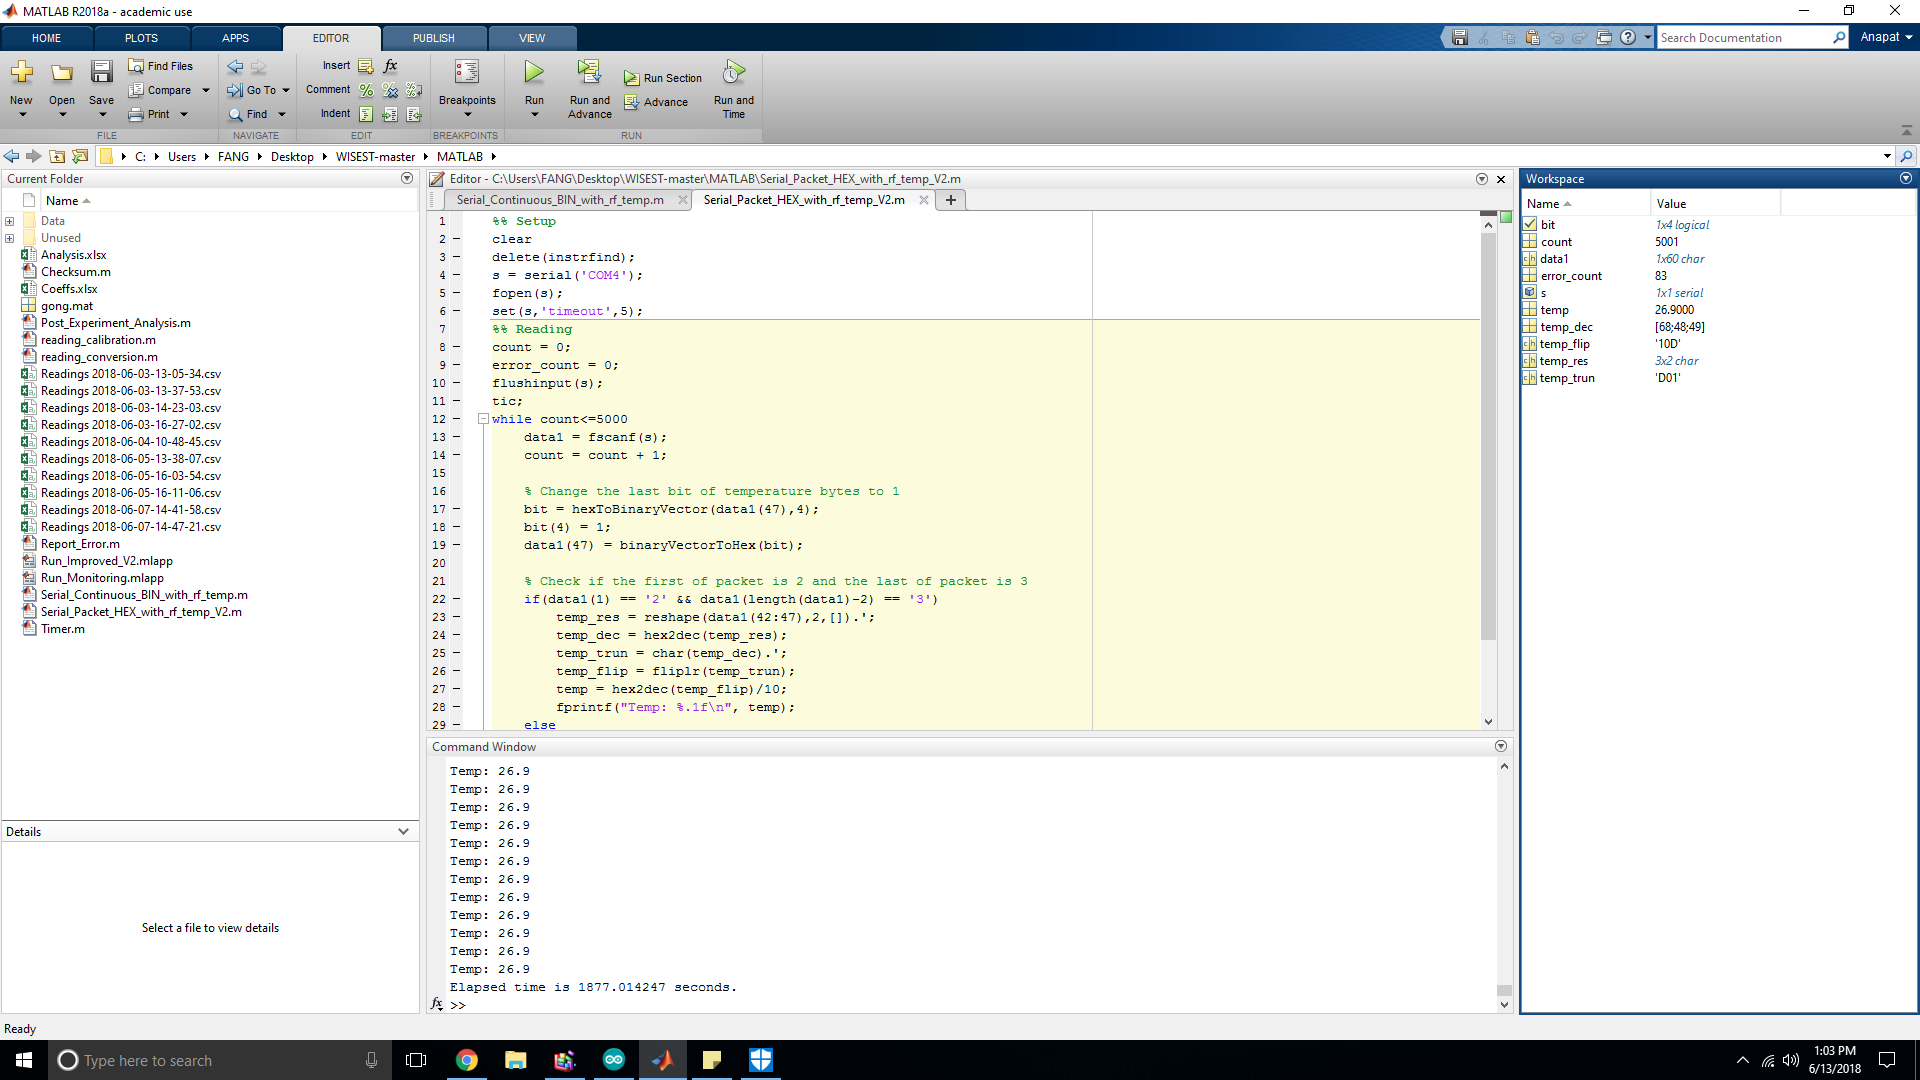 MATLAB R2018a - academic use
HOME PLOTS APPS EDITOR PUBLISH VIEW
Search Documentation
Anapat
New Open Save
Find Files
Compare
Print
FILE
Go To
Find
NAVIGATE
Insert fx
Comment
Indent
EDIT
Breakpoints
BREAKPOINTS
Run
Run and Advance
Run Section
Advance
Run and Time
RUN
C: Users FANG Desktop WISEST-master MATLAB
Current Folder
Name
Data
Unused
Analysis.xlsx
Checksum.m
Coeffs.xlsx
gong.mat
Post_Experiment_Analysis.m
reading_calibration.m
reading_conversion.m
Readings 2018-06-03-13-05-34.csv
Readings 2018-06-03-13-37-53.csv
Readings 2018-06-03-14-23-03.csv
Readings 2018-06-03-16-27-02.csv
Readings 2018-06-04-10-48-45.csv
Readings 2018-06-05-13-38-07.csv
Readings 2018-06-05-16-03-54.csv
Readings 2018-06-05-16-11-06.csv
Readings 2018-06-07-14-41-58.csv
Readings 2018-06-07-14-47-21.csv
Report_Error.m
Run_Improved_V2.mlapp
Run_Monitoring.mlapp
Serial_Continuous_BIN_with_rf_temp.m
Serial_Packet_HEX_with_rf_temp_V2.m
Timer.m
Details
Select a file to view details
Editor - C:\Users\FANG\Desktop\WISEST-master\MATLAB\Serial_Packet_HEX_with_rf_temp_V2.m
Serial_Continuous_BIN_with_rf_temp.m
Serial_Packet_HEX_with_rf_temp_V2.m
1 %% Setup
2 clear
3 delete(instrfind);
4 s = serial('COM4');
5 fopen(s);
6 set(s,'timeout',5);
7 %% Reading
8 count = 0;
9 error_count = 0;
10 flushinput(s);
11 tic;
12 while count<=5000
13 data1 = fscanf(s);
14 count = count + 1;
15
16 % Change the last bit of temperature bytes to 1
17 bit = hexToBinaryVector(data1(47),4);
18 bit(4) = 1;
19 data1(47) = binaryVectorToHex(bit);
20
21 % Check if the first of packet is 2 and the last of packet is 3
22 if(data1(1) == '2' && data1(length(data1)-2) == '3')
23 temp_res = reshape(data1(42:47),2,[]).';
24 temp_dec = hex2dec(temp_res);
25 temp_trun = char(temp_dec).';
26 temp_flip = fliplr(temp_trun);
27 temp = hex2dec(temp_flip)/10;
28 fprintf("Temp: %.1f\n", temp);
29 else
Command Window
Temp: 26.9
Temp: 26.9
Temp: 26.9
Temp: 26.9
Temp: 26.9
Temp: 26.9
Temp: 26.9
Temp: 26.9
Temp: 26.9
Temp: 26.9
Temp: 26.9
Temp: 26.9
Elapsed time is 1877.014247 seconds.
fx >>
Workspace
Name Value
bit 1x4 logical
count 5001
data1 1x60 char
error_count 83
s 1x1 serial
temp 26.9000
temp_dec [68;48;49]
temp_flip '10D'
temp_res 3x2 char
temp_trun 'D01'
Ready
Type here to search
1:03 PM
6/13/2018